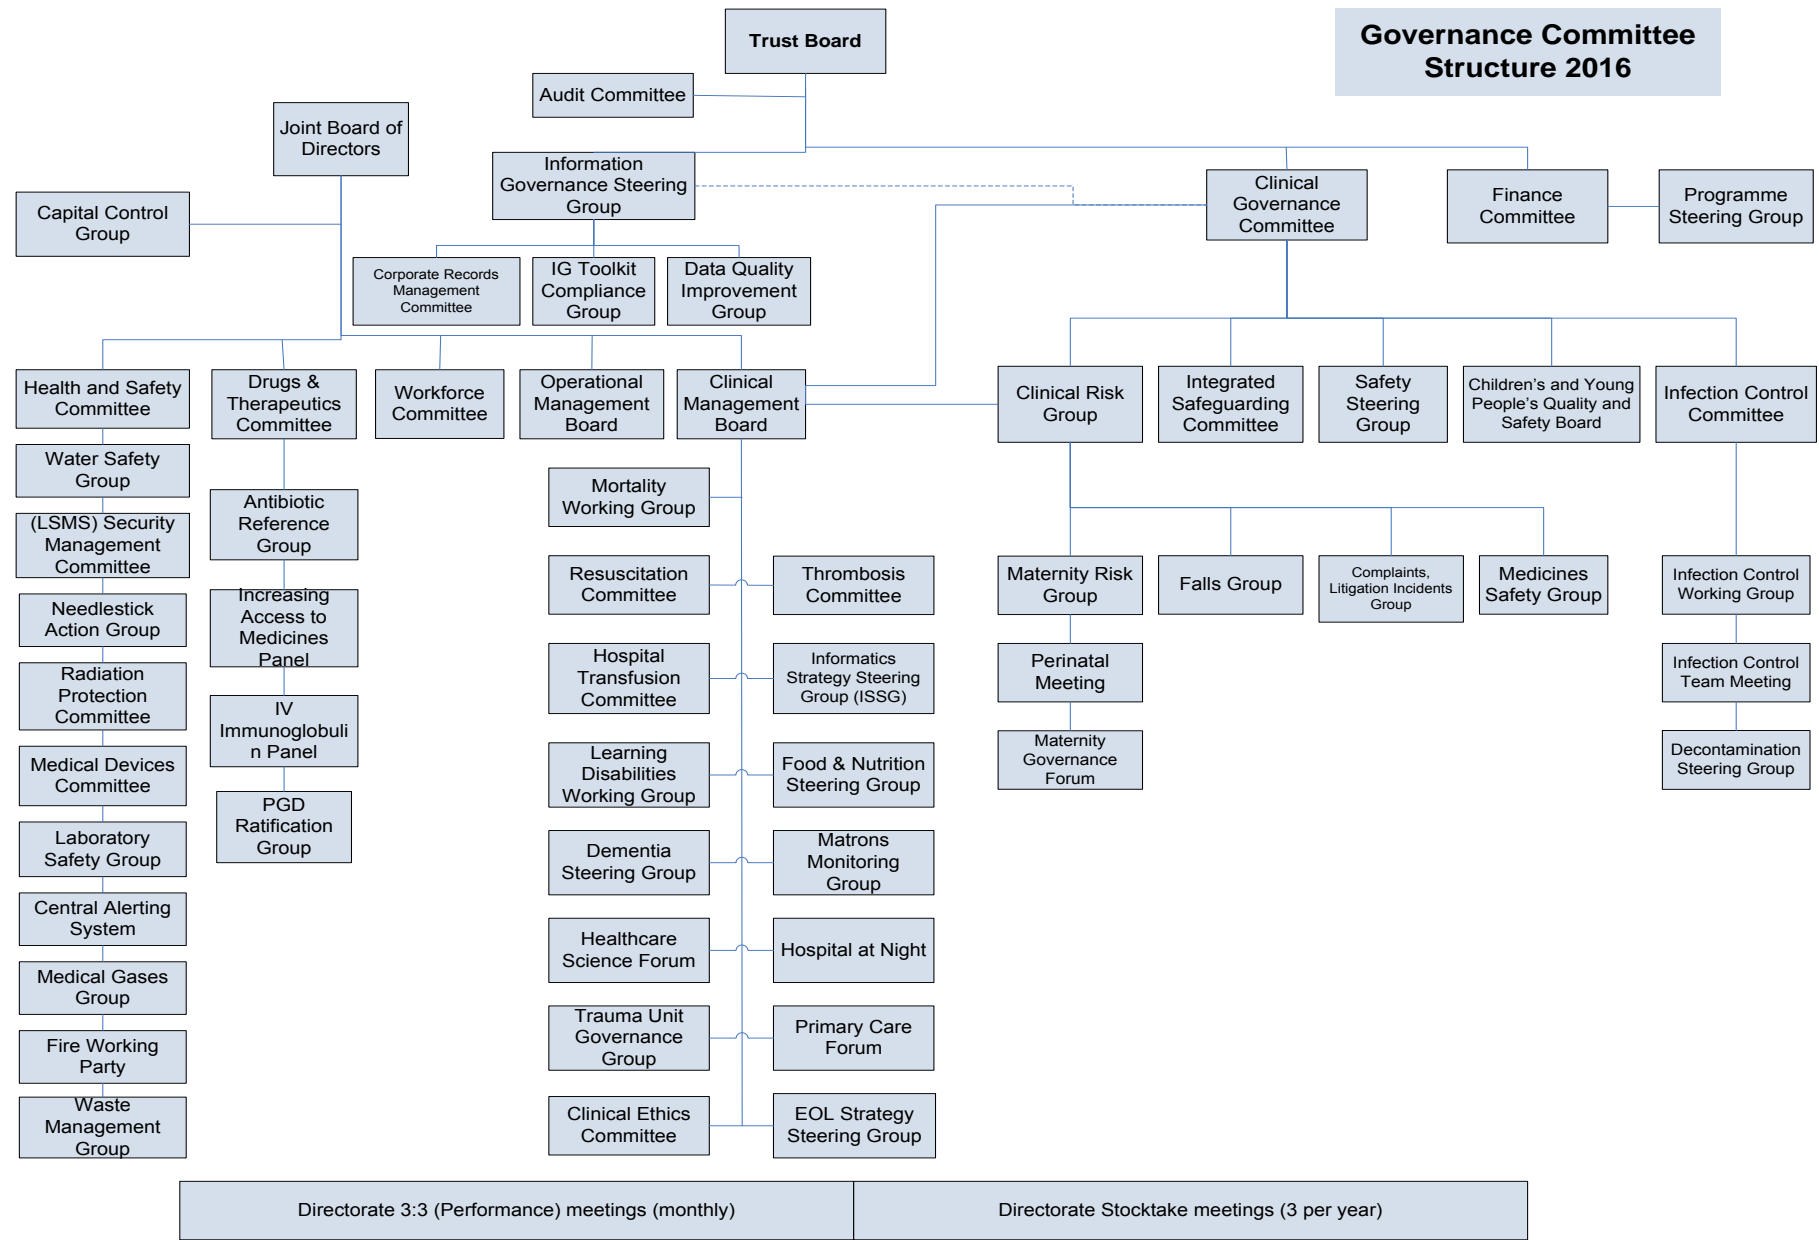 Trust Board
Governance Committee
Structure 2016
Audit Committee
Joint Board of
Directors
Information
Governance Steering
Group
Clinical
Governance
Committee
Finance
Committee
Programme
Steering Group
Capital Control
Group
Corporate Records
Management
Committee
IG Toolkit
Compliance
Group
Data Quality
Improvement
Group
Health and Safety
Committee
Drugs &
Therapeutics
Committee
Workforce
Committee
Operational
Management
Board
Clinical
Management
Board
Clinical Risk
Group
Integrated
Safeguarding
Committee
Safety
Steering
Group
Children’s and Young
People’s Quality and
Safety Board
Infection Control
Committee
Water Safety
Group
(LSMS) Security
Management
Committee
Needlestick
Action Group
Radiation
Protection
Committee
Medical Devices
Committee
Laboratory
Safety Group
Central Alerting
System
Medical Gases
Group
Fire Working
Party
Waste
Management
Group
Antibiotic
Reference
Group
Increasing
Access to
Medicines
Panel
IV
Immunoglobuli
n Panel
PGD
Ratification
Group
Mortality
Working Group
Resuscitation
Committee
Thrombosis
Committee
Hospital
Transfusion
Committee
Informatics
Strategy Steering
Group (ISSG)
Learning
Disabilities
Working Group
Food & Nutrition
Steering Group
Dementia
Steering Group
Matrons
Monitoring
Group
Healthcare
Science Forum
Hospital at Night
Trauma Unit
Governance
Group
Primary Care
Forum
Clinical Ethics
Committee
EOL Strategy
Steering Group
Maternity Risk
Group
Falls Group
Complaints,
Litigation Incidents
Group
Medicines
Safety Group
Infection Control
Working Group
Perinatal
Meeting
Infection Control
Team Meeting
Maternity
Governance
Forum
Decontamination
Steering Group
Directorate 3:3 (Performance) meetings (monthly)
Directorate Stocktake meetings (3 per year)